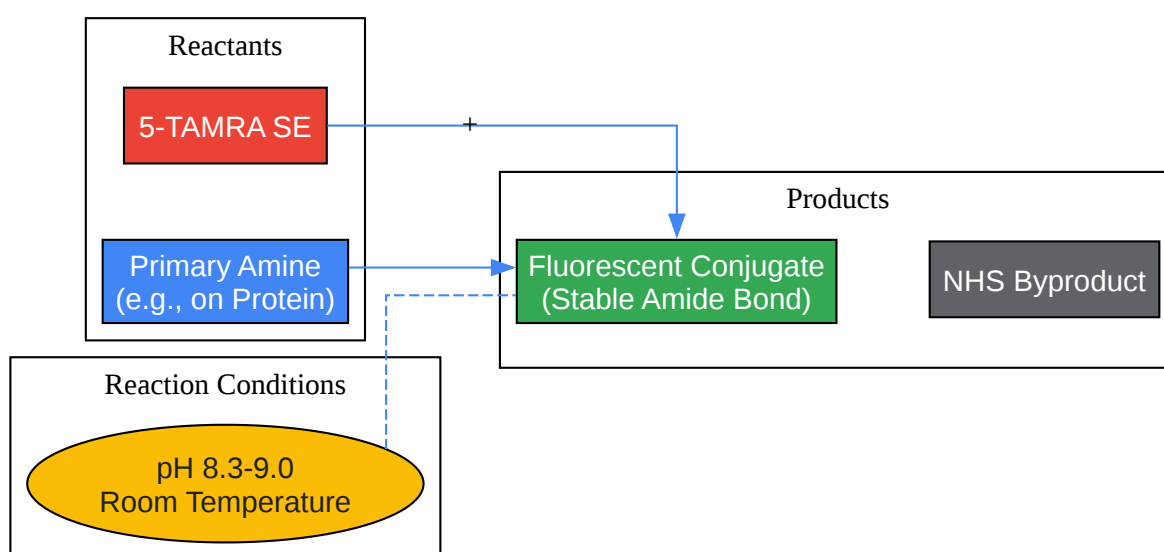 Reactants
5-TAMRA SE
+
Primary Amine
(e.g., on Protein)
Products
Fluorescent Conjugate
(Stable Amide Bond)
NHS Byproduct
Reaction Conditions
pH 8.3-9.0
Room Temperature